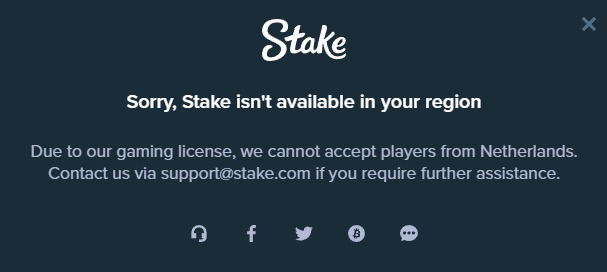 Stake
Sorry, Stake isn't available in your region
Due to our gaming license, we cannot accept players from Netherlands.
Contact us via support@stake.com if you require further assistance.